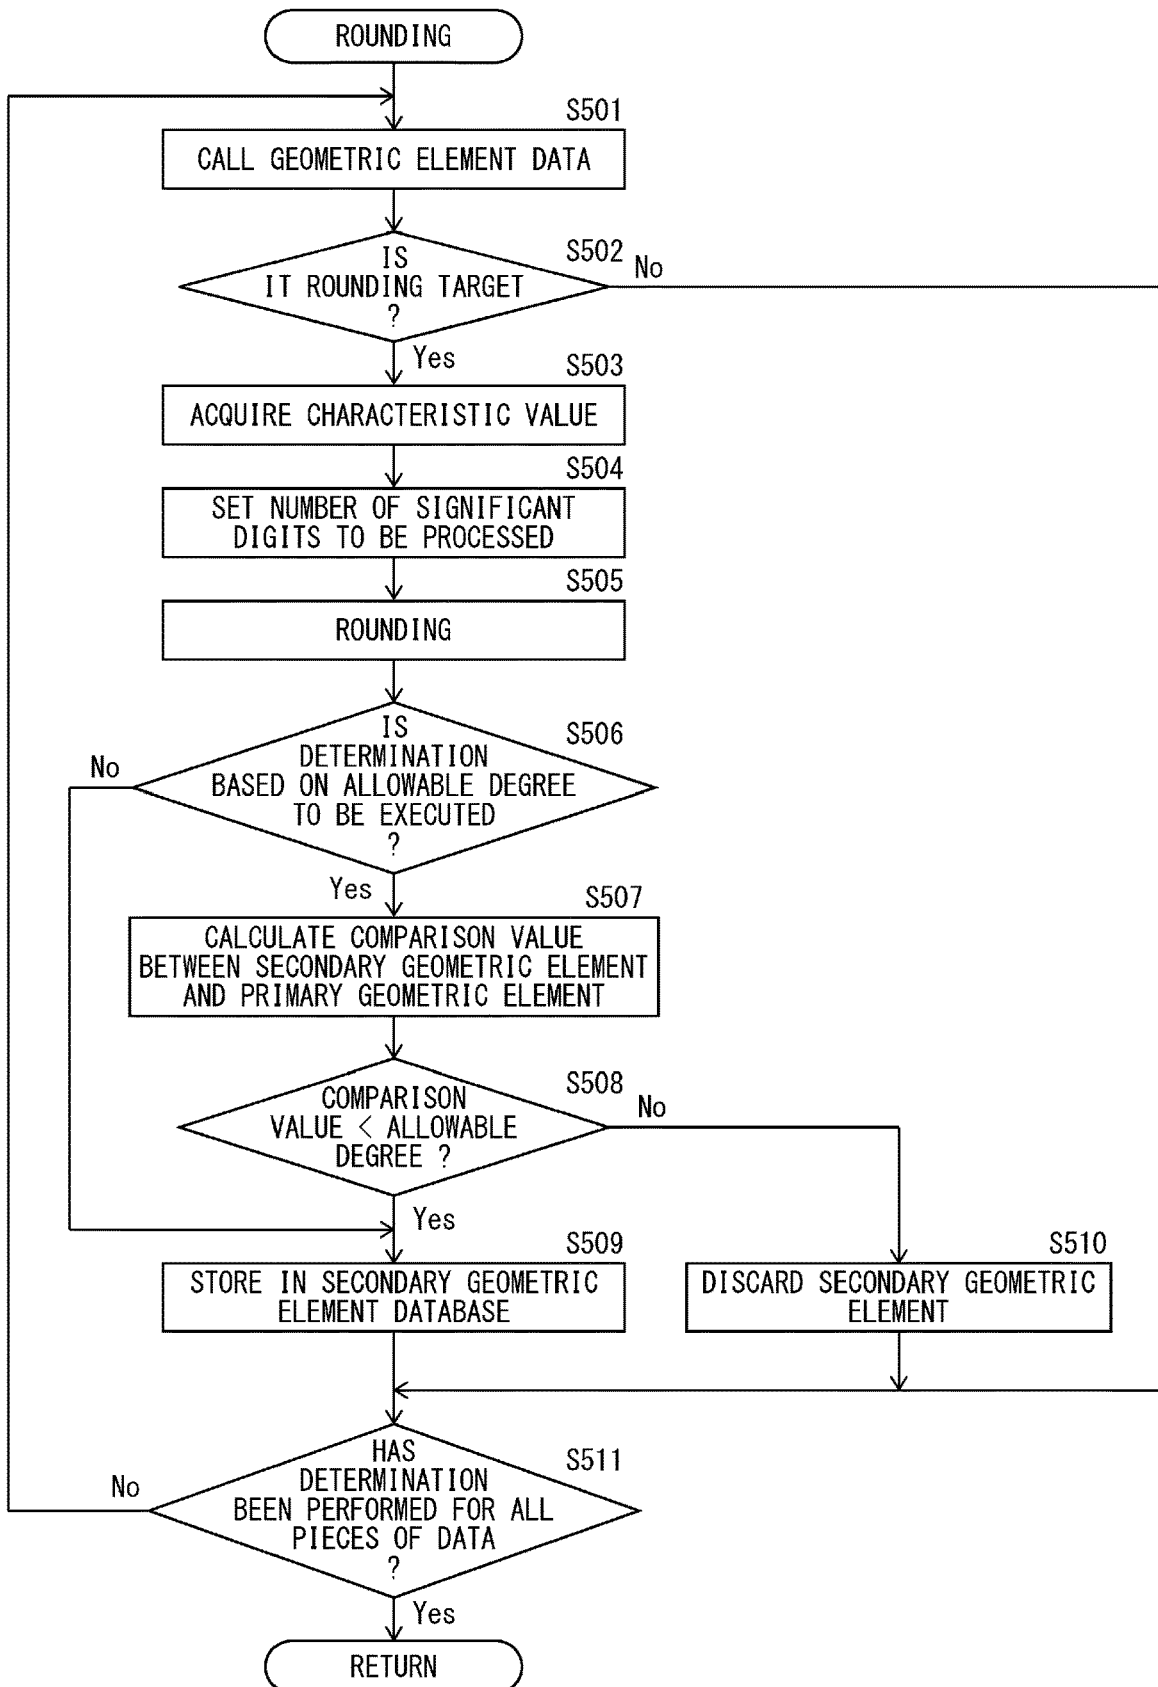 ROUNDING
S501
CALL GEOMETRIC ELEMENT DATA
S502
IS
IT ROUNDING TARGET
?
No
Yes
S503
ACQUIRE CHARACTERISTIC VALUE
S504
SET NUMBER OF SIGNIFICANT
DIGITS TO BE PROCESSED
S505
ROUNDING
S506
IS
DETERMINATION
BASED ON ALLOWABLE DEGREE
TO BE EXECUTED
?
No
Yes
S507
CALCULATE COMPARISON VALUE
BETWEEN SECONDARY GEOMETRIC ELEMENT
AND PRIMARY GEOMETRIC ELEMENT
S508
COMPARISON
VALUE < ALLOWABLE
DEGREE ?
No
Yes
S509
STORE IN SECONDARY GEOMETRIC
ELEMENT DATABASE
S510
DISCARD SECONDARY GEOMETRIC
ELEMENT
S511
HAS
DETERMINATION
BEEN PERFORMED FOR ALL
PIECES OF DATA
?
No
Yes
RETURN